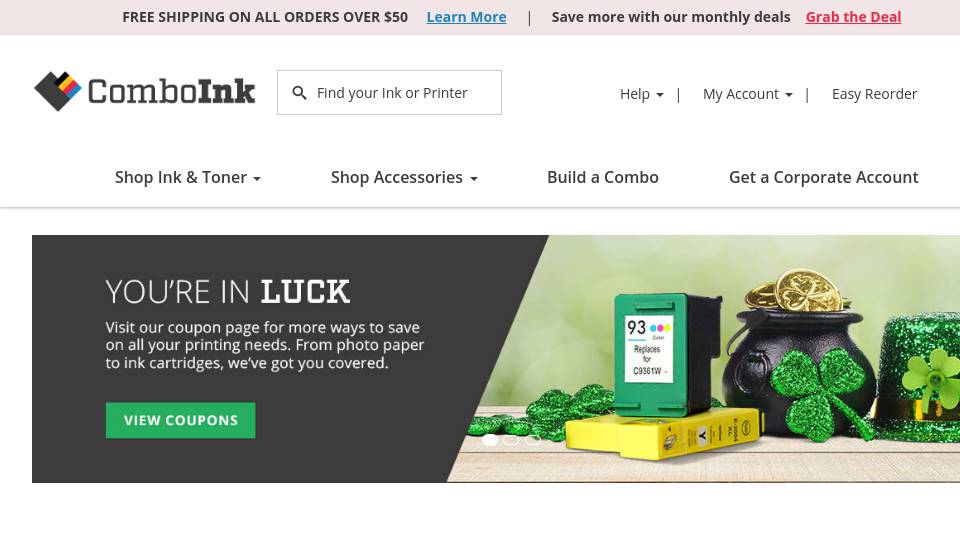 FREE SHIPPING ON ALL ORDERS OVER $50 Learn More | Save more with our monthly deals Grab the Deal
ComboInk
Find your Ink or Printer
Help | My Account | Easy Reorder
Shop Ink & Toner Shop Accessories Build a Combo Get a Corporate Account
YOU'RE IN LUCK
Visit our coupon page for more ways to save
on all your printing needs. From photo paper
to ink cartridges, we've got you covered.
VIEW COUPONS
93
Color
Replaces
for
C9361W
Y
Yellow
E-200XL